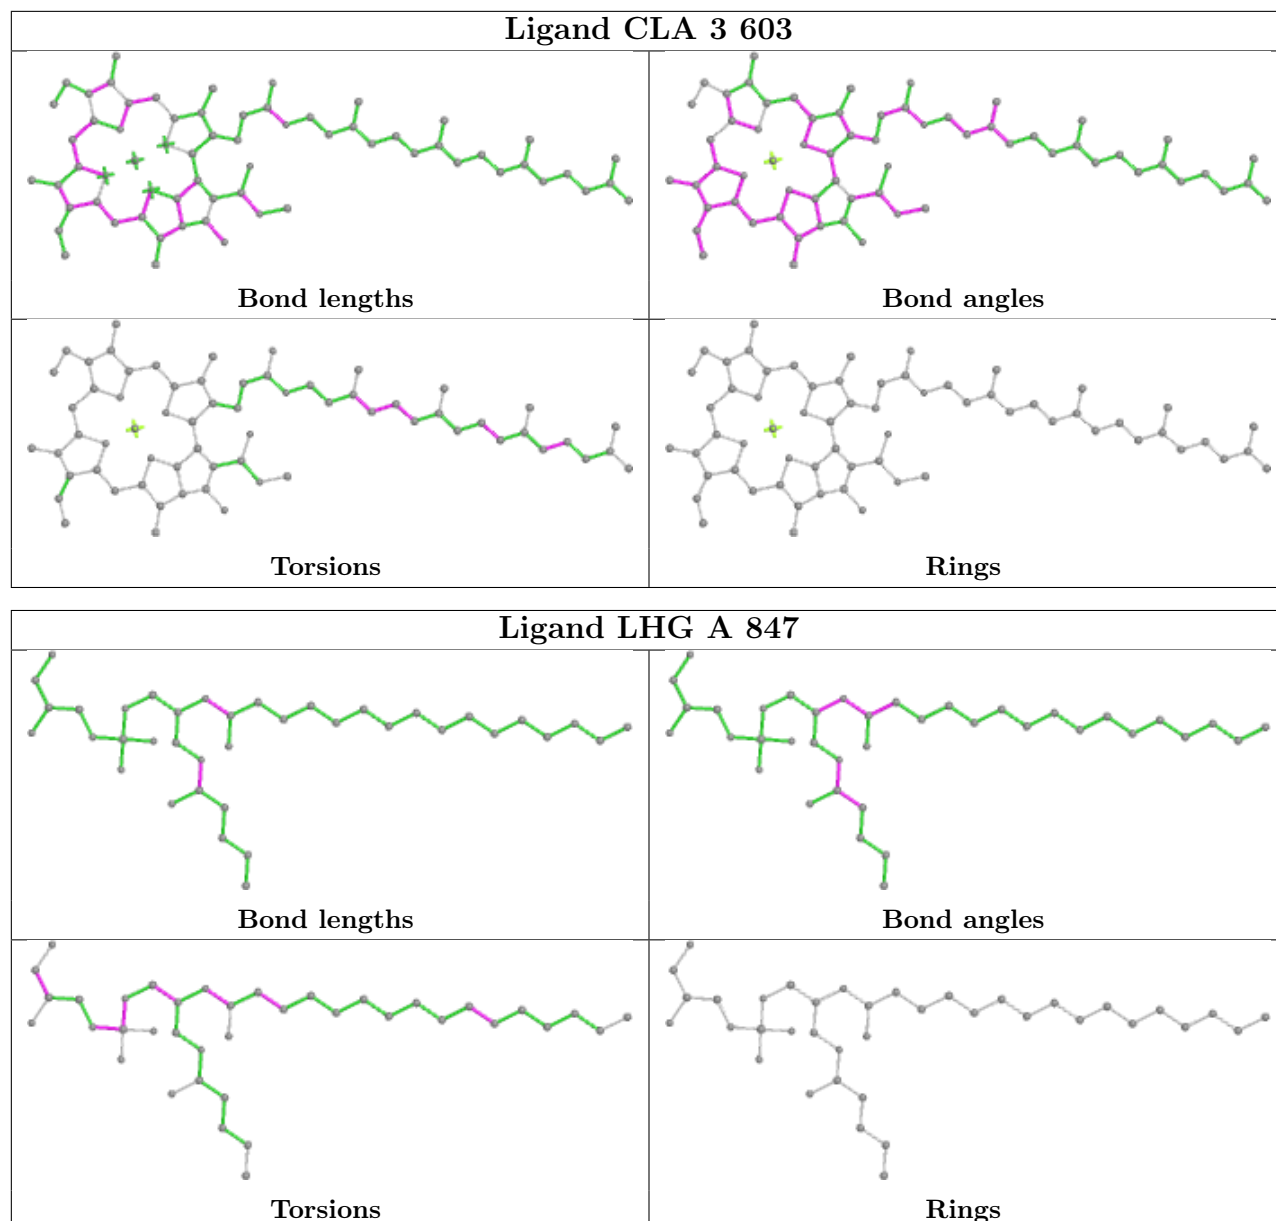 Ligand CLA 3 603
Bond lengths
Bond angles
Torsions
Rings
Ligand LHG A 847
Bond lengths
Bond angles
Torsions
Rings